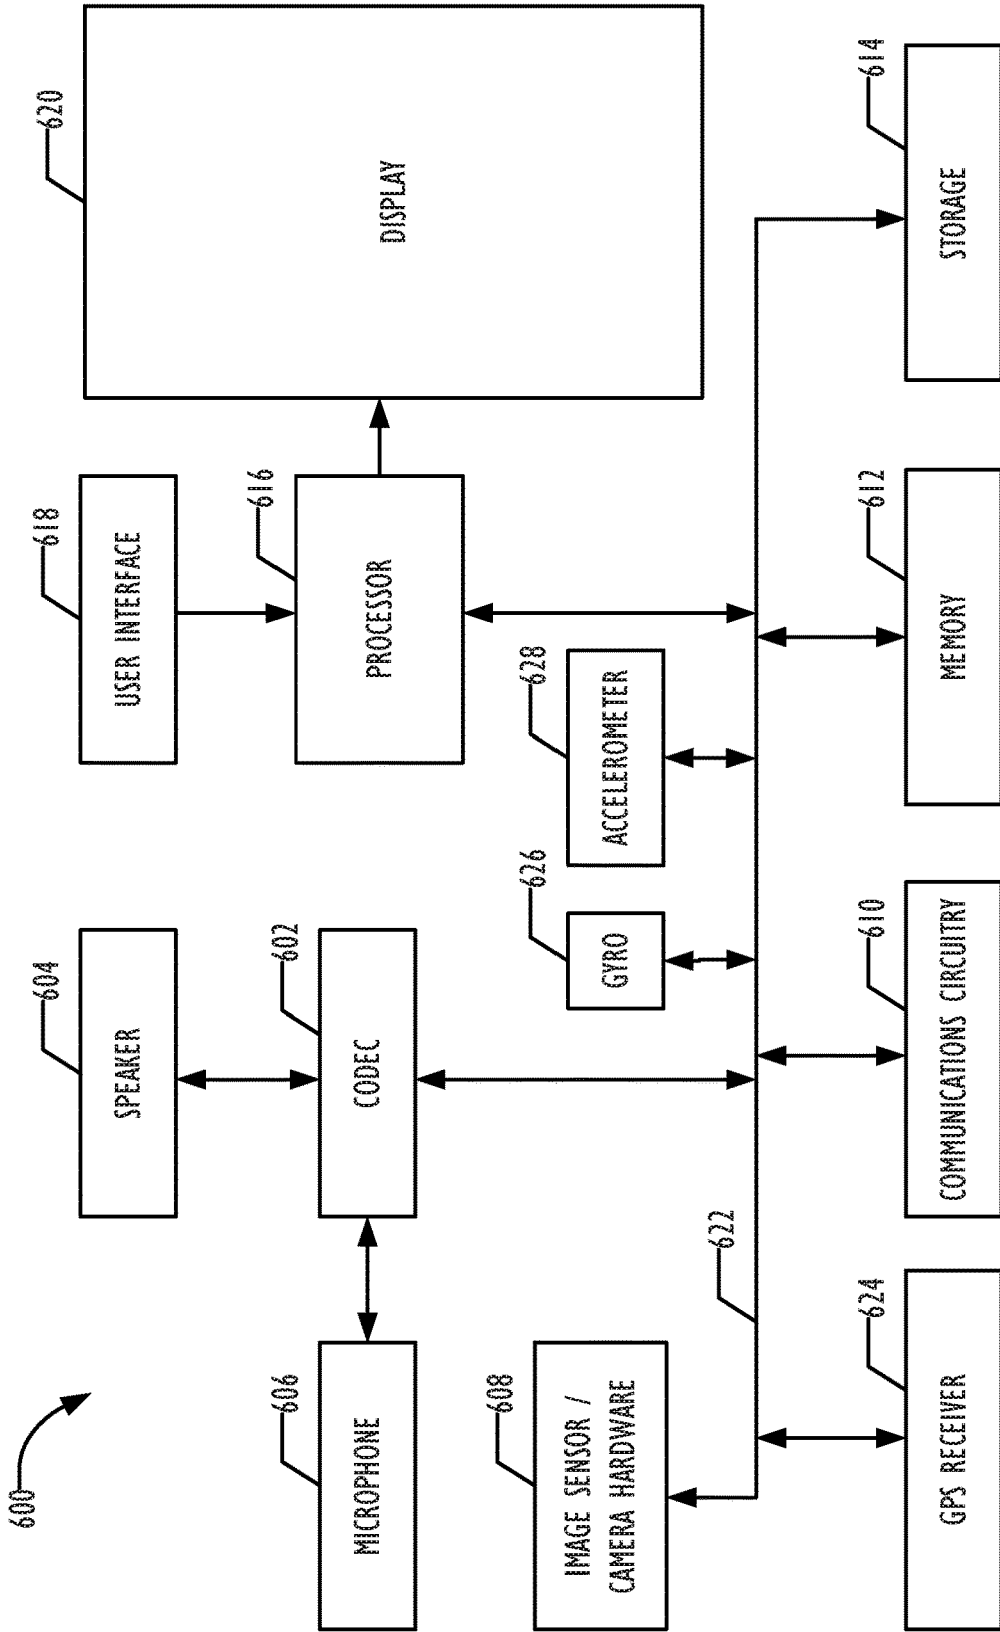 600
606
MICROPHONE
604
SPEAKER
602
CODEC
618
USER INTERFACE
616
PROCESSOR
620
DISPLAY
608
IMAGE SENSOR /
CAMERA HARDWARE
626
GYRO
628
ACCELEROMETER
622
624
GPS RECEIVER
610
COMMUNICATIONS CIRCUITRY
612
MEMORY
614
STORAGE